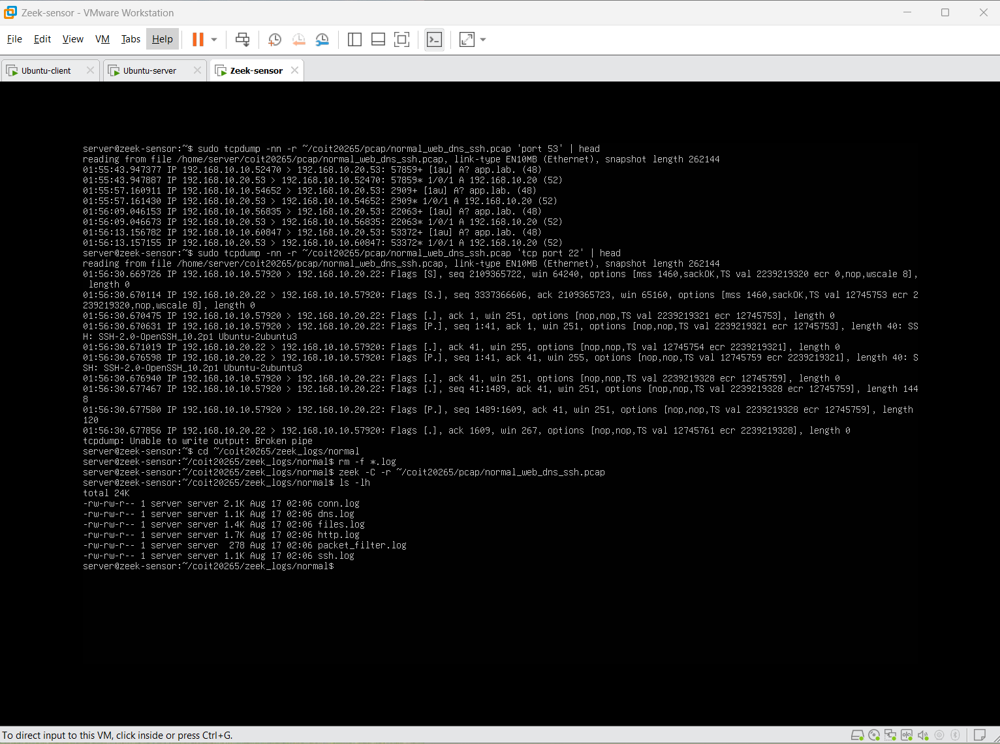 Zeek-sensor - VMware Workstation
File Edit View VM Tabs Help
Ubuntu-client Ubuntu-server Zeek-sensor
server@zeek-sensor:~$ sudo tcpdump -nn -r ~/coit20265/pcap/normal_web_dns_ssh.pcap 'port 53' | head
reading from file /home/server/coit20265/pcap/normal_web_dns_ssh.pcap, link-type EN10MB (Ethernet), snapshot length 262144
01:55:43.947377 IP 192.168.10.10.52470 > 192.168.10.20.53: 57859+ [1au] A? app.lab. (48)
01:55:43.947887 IP 192.168.10.20.53 > 192.168.10.10.52470: 57859* 1/0/1 A 192.168.10.20 (52)
01:55:57.160911 IP 192.168.10.10.54652 > 192.168.10.20.53: 2909+ [1au] A? app.lab. (48)
01:55:57.161430 IP 192.168.10.20.53 > 192.168.10.10.54652: 2909* 1/0/1 A 192.168.10.20 (52)
01:56:09.046153 IP 192.168.10.10.56835 > 192.168.10.20.53: 22063+ [1au] A? app.lab. (48)
01:56:09.046673 IP 192.168.10.20.53 > 192.168.10.10.56835: 22063* 1/0/1 A 192.168.10.20 (52)
01:56:13.156782 IP 192.168.10.10.60847 > 192.168.10.20.53: 53372+ [1au] A? app.lab. (48)
01:56:13.157155 IP 192.168.10.20.53 > 192.168.10.10.60847: 53372* 1/0/1 A 192.168.10.20 (52)
server@zeek-sensor:~$ sudo tcpdump -nn -r ~/coit20265/pcap/normal_web_dns_ssh.pcap 'tcp port 22' | head
reading from file /home/server/coit20265/pcap/normal_web_dns_ssh.pcap, link-type EN10MB (Ethernet), snapshot length 262144
01:56:30.669726 IP 192.168.10.10.57920 > 192.168.10.20.22: Flags [S], seq 2109365722, win 64240, options [mss 1460,sackOK,TS val 2239219320 ecr 0,nop,wscale 8],
length 0
01:56:30.670114 IP 192.168.10.20.22 > 192.168.10.10.57920: Flags [S.], seq 3337366606, ack 2109365723, win 65160, options [mss 1460,sackOK,TS val 12745753 ecr 2
239219320,nop,wscale 8], length 0
01:56:30.670475 IP 192.168.10.10.57920 > 192.168.10.20.22: Flags [.], ack 1, win 251, options [nop,nop,TS val 2239219321 ecr 12745753], length 0
01:56:30.670631 IP 192.168.10.10.57920 > 192.168.10.20.22: Flags [P.], seq 1:41, ack 1, win 251, options [nop,nop,TS val 2239219321 ecr 12745753], length 40: SS
H: SSH-2.0-OpenSSH_10.2p1 Ubuntu-2ubuntu3
01:56:30.671019 IP 192.168.10.20.22 > 192.168.10.10.57920: Flags [.], ack 41, win 255, options [nop,nop,TS val 12745754 ecr 2239219321], length 0
01:56:30.676598 IP 192.168.10.20.22 > 192.168.10.10.57920: Flags [P.], seq 1:41, ack 41, win 255, options [nop,nop,TS val 12745759 ecr 2239219321], length 40: S
SH: SSH-2.0-OpenSSH_10.2p1 Ubuntu-2ubuntu3
01:56:30.676940 IP 192.168.10.10.57920 > 192.168.10.20.22: Flags [.], ack 41, win 251, options [nop,nop,TS val 2239219328 ecr 12745759], length 0
01:56:30.677467 IP 192.168.10.10.57920 > 192.168.10.20.22: Flags [.], seq 41:1489, ack 41, win 251, options [nop,nop,TS val 2239219328 ecr 12745759], length 144
8
01:56:30.677580 IP 192.168.10.10.57920 > 192.168.10.20.22: Flags [P.], seq 1489:1609, ack 41, win 251, options [nop,nop,TS val 2239219328 ecr 12745759], length
120
01:56:30.677856 IP 192.168.10.20.22 > 192.168.10.10.57920: Flags [.], ack 1609, win 267, options [nop,nop,TS val 12745761 ecr 2239219328], length 0
tcpdump: Unable to write output: Broken pipe
server@zeek-sensor:~$ cd ~/coit20265/zeek_logs/normal
server@zeek-sensor:~/coit20265/zeek_logs/normal$ rm -f *.log
server@zeek-sensor:~/coit20265/zeek_logs/normal$ zeek -C -r ~/coit20265/pcap/normal_web_dns_ssh.pcap
server@zeek-sensor:~/coit20265/zeek_logs/normal$ ls -lh
total 24K
-rw-rw-r-- 1 server server 2.1K Aug 17 02:06 conn.log
-rw-rw-r-- 1 server server 1.1K Aug 17 02:06 dns.log
-rw-rw-r-- 1 server server 1.4K Aug 17 02:06 files.log
-rw-rw-r-- 1 server server 1.7K Aug 17 02:06 http.log
-rw-rw-r-- 1 server server  278 Aug 17 02:06 packet_filter.log
-rw-rw-r-- 1 server server 1.1K Aug 17 02:06 ssh.log
server@zeek-sensor:~/coit20265/zeek_logs/normal$
To direct input to this VM, click inside or press Ctrl+G.